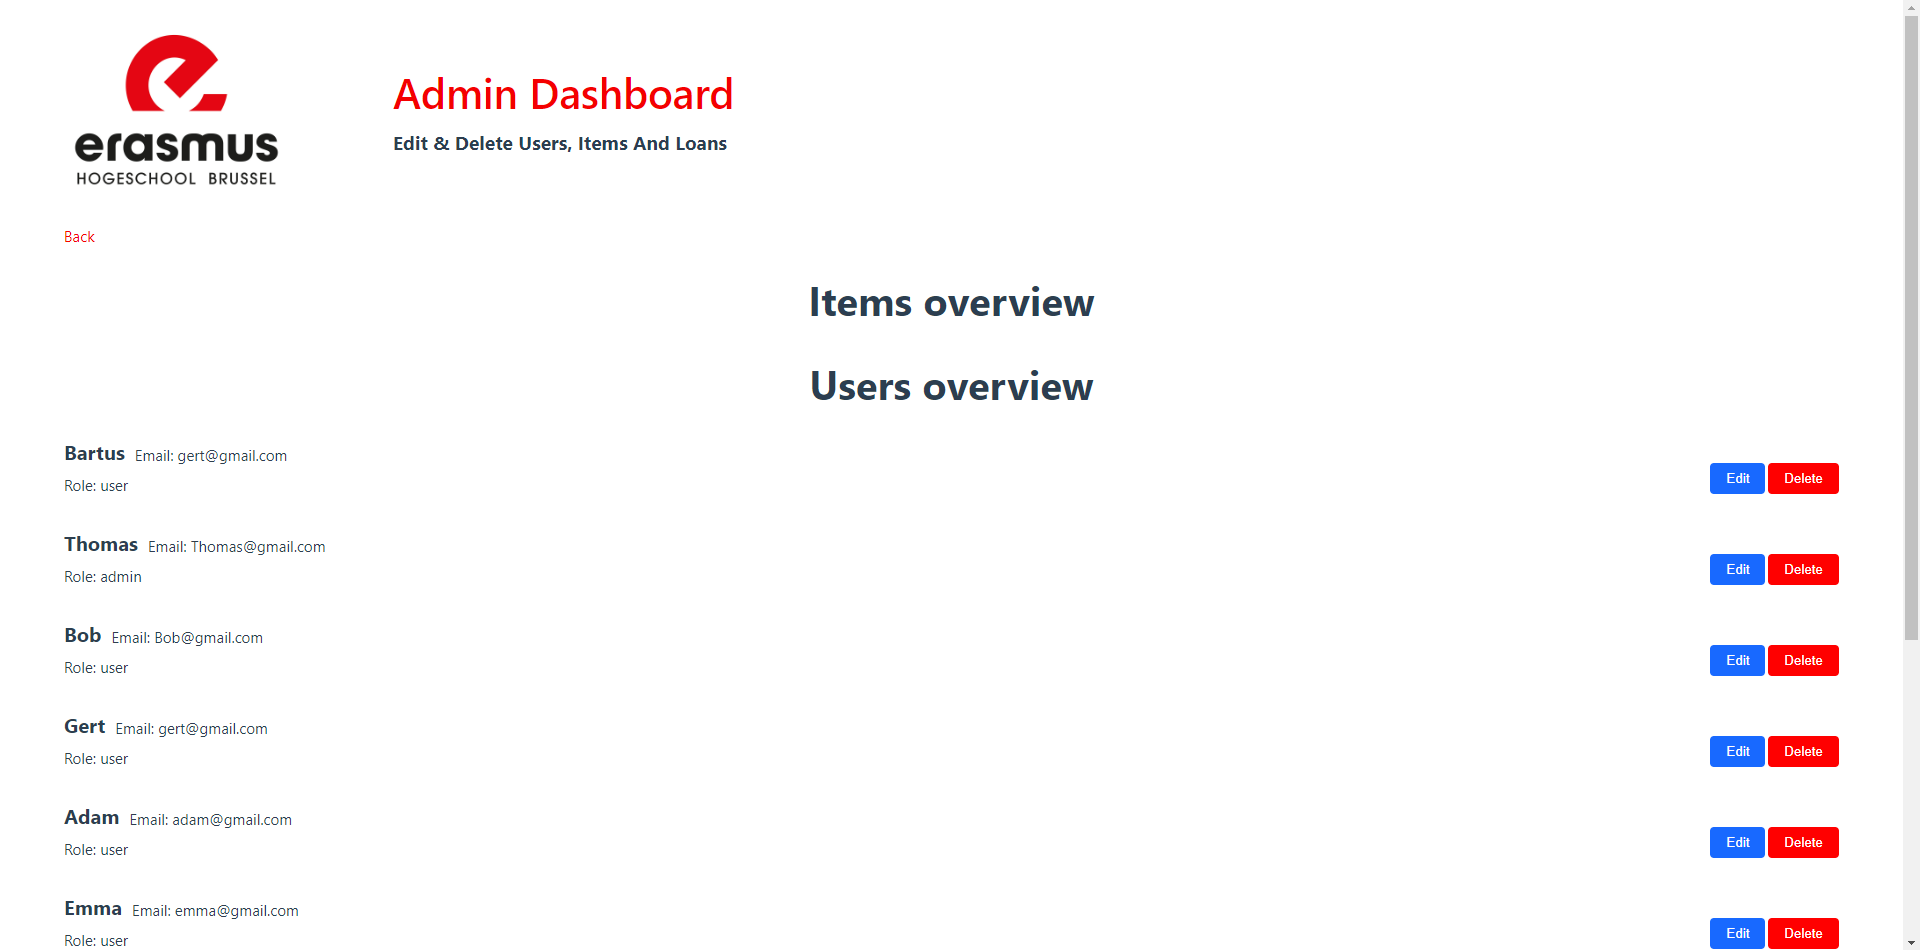 erasmus
HOGESCHOOL BRUSSEL
Admin Dashboard
Edit & Delete Users, Items And Loans
Back
Items overview
Users overview
Bartus Email: gert@gmail.com
Role: user
Edit Delete
Thomas Email: Thomas@gmail.com
Role: admin
Edit Delete
Bob Email: Bob@gmail.com
Role: user
Edit Delete
Gert Email: gert@gmail.com
Role: user
Edit Delete
Adam Email: adam@gmail.com
Role: user
Edit Delete
Emma Email: emma@gmail.com
Role: user
Edit Delete